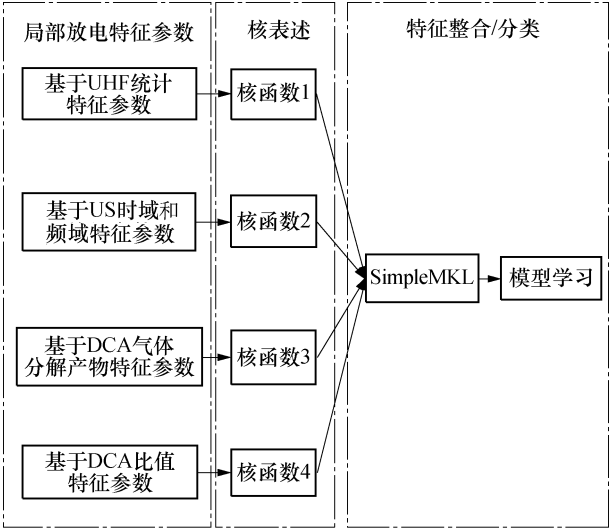 局部放电特征参数
核表述
特征整合/分类
基于UHF统计
特征参数
核函数1
基于US时域和
频域特征参数
核函数2
SimpleMKL
模型学习
基于DCA气体
分解产物特征参数
核函数3
基于DCA比值
特征参数
核函数4